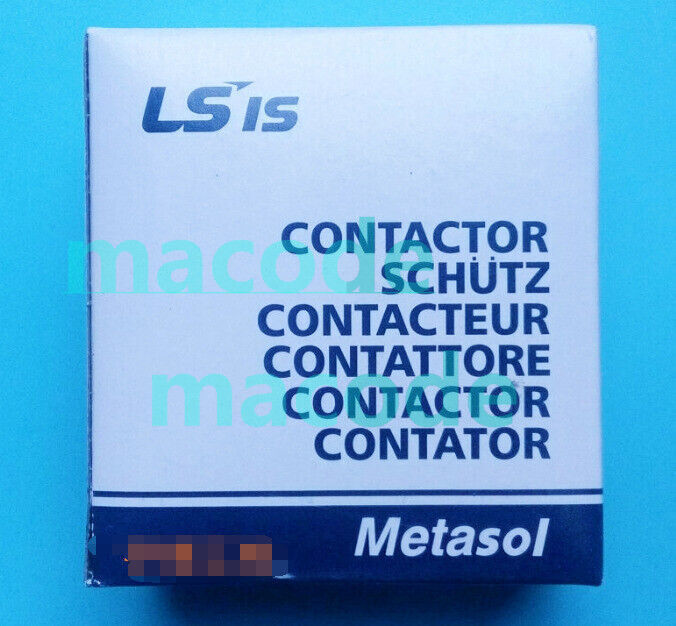 LS IS
CONTACTOR
macode
SCHÜTZ
CONTACTEUR
CONTATTORE
macode
CONTACTOR
CONTATOR
Metasol